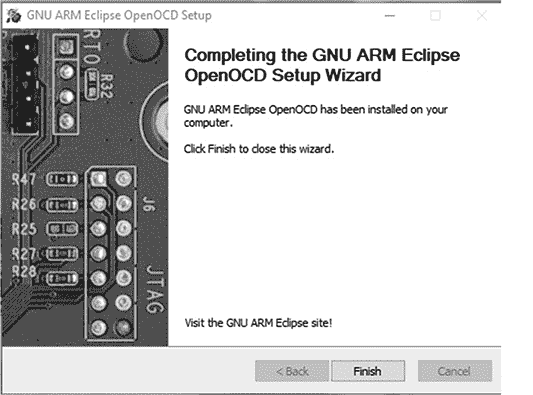 GNU ARM Eclipse OpenOCD Setup
Completing the GNU ARM Eclipse
OpenOCD Setup Wizard
GNU ARM Eclipse OpenOCD has been installed on your
computer.
Click Finish to close this wizard.
RTO
R32
R47
J6
R26
R25
R27
R28
JTAG
Visit the GNU ARM Eclipse site!
< Back
Finish
Cancel